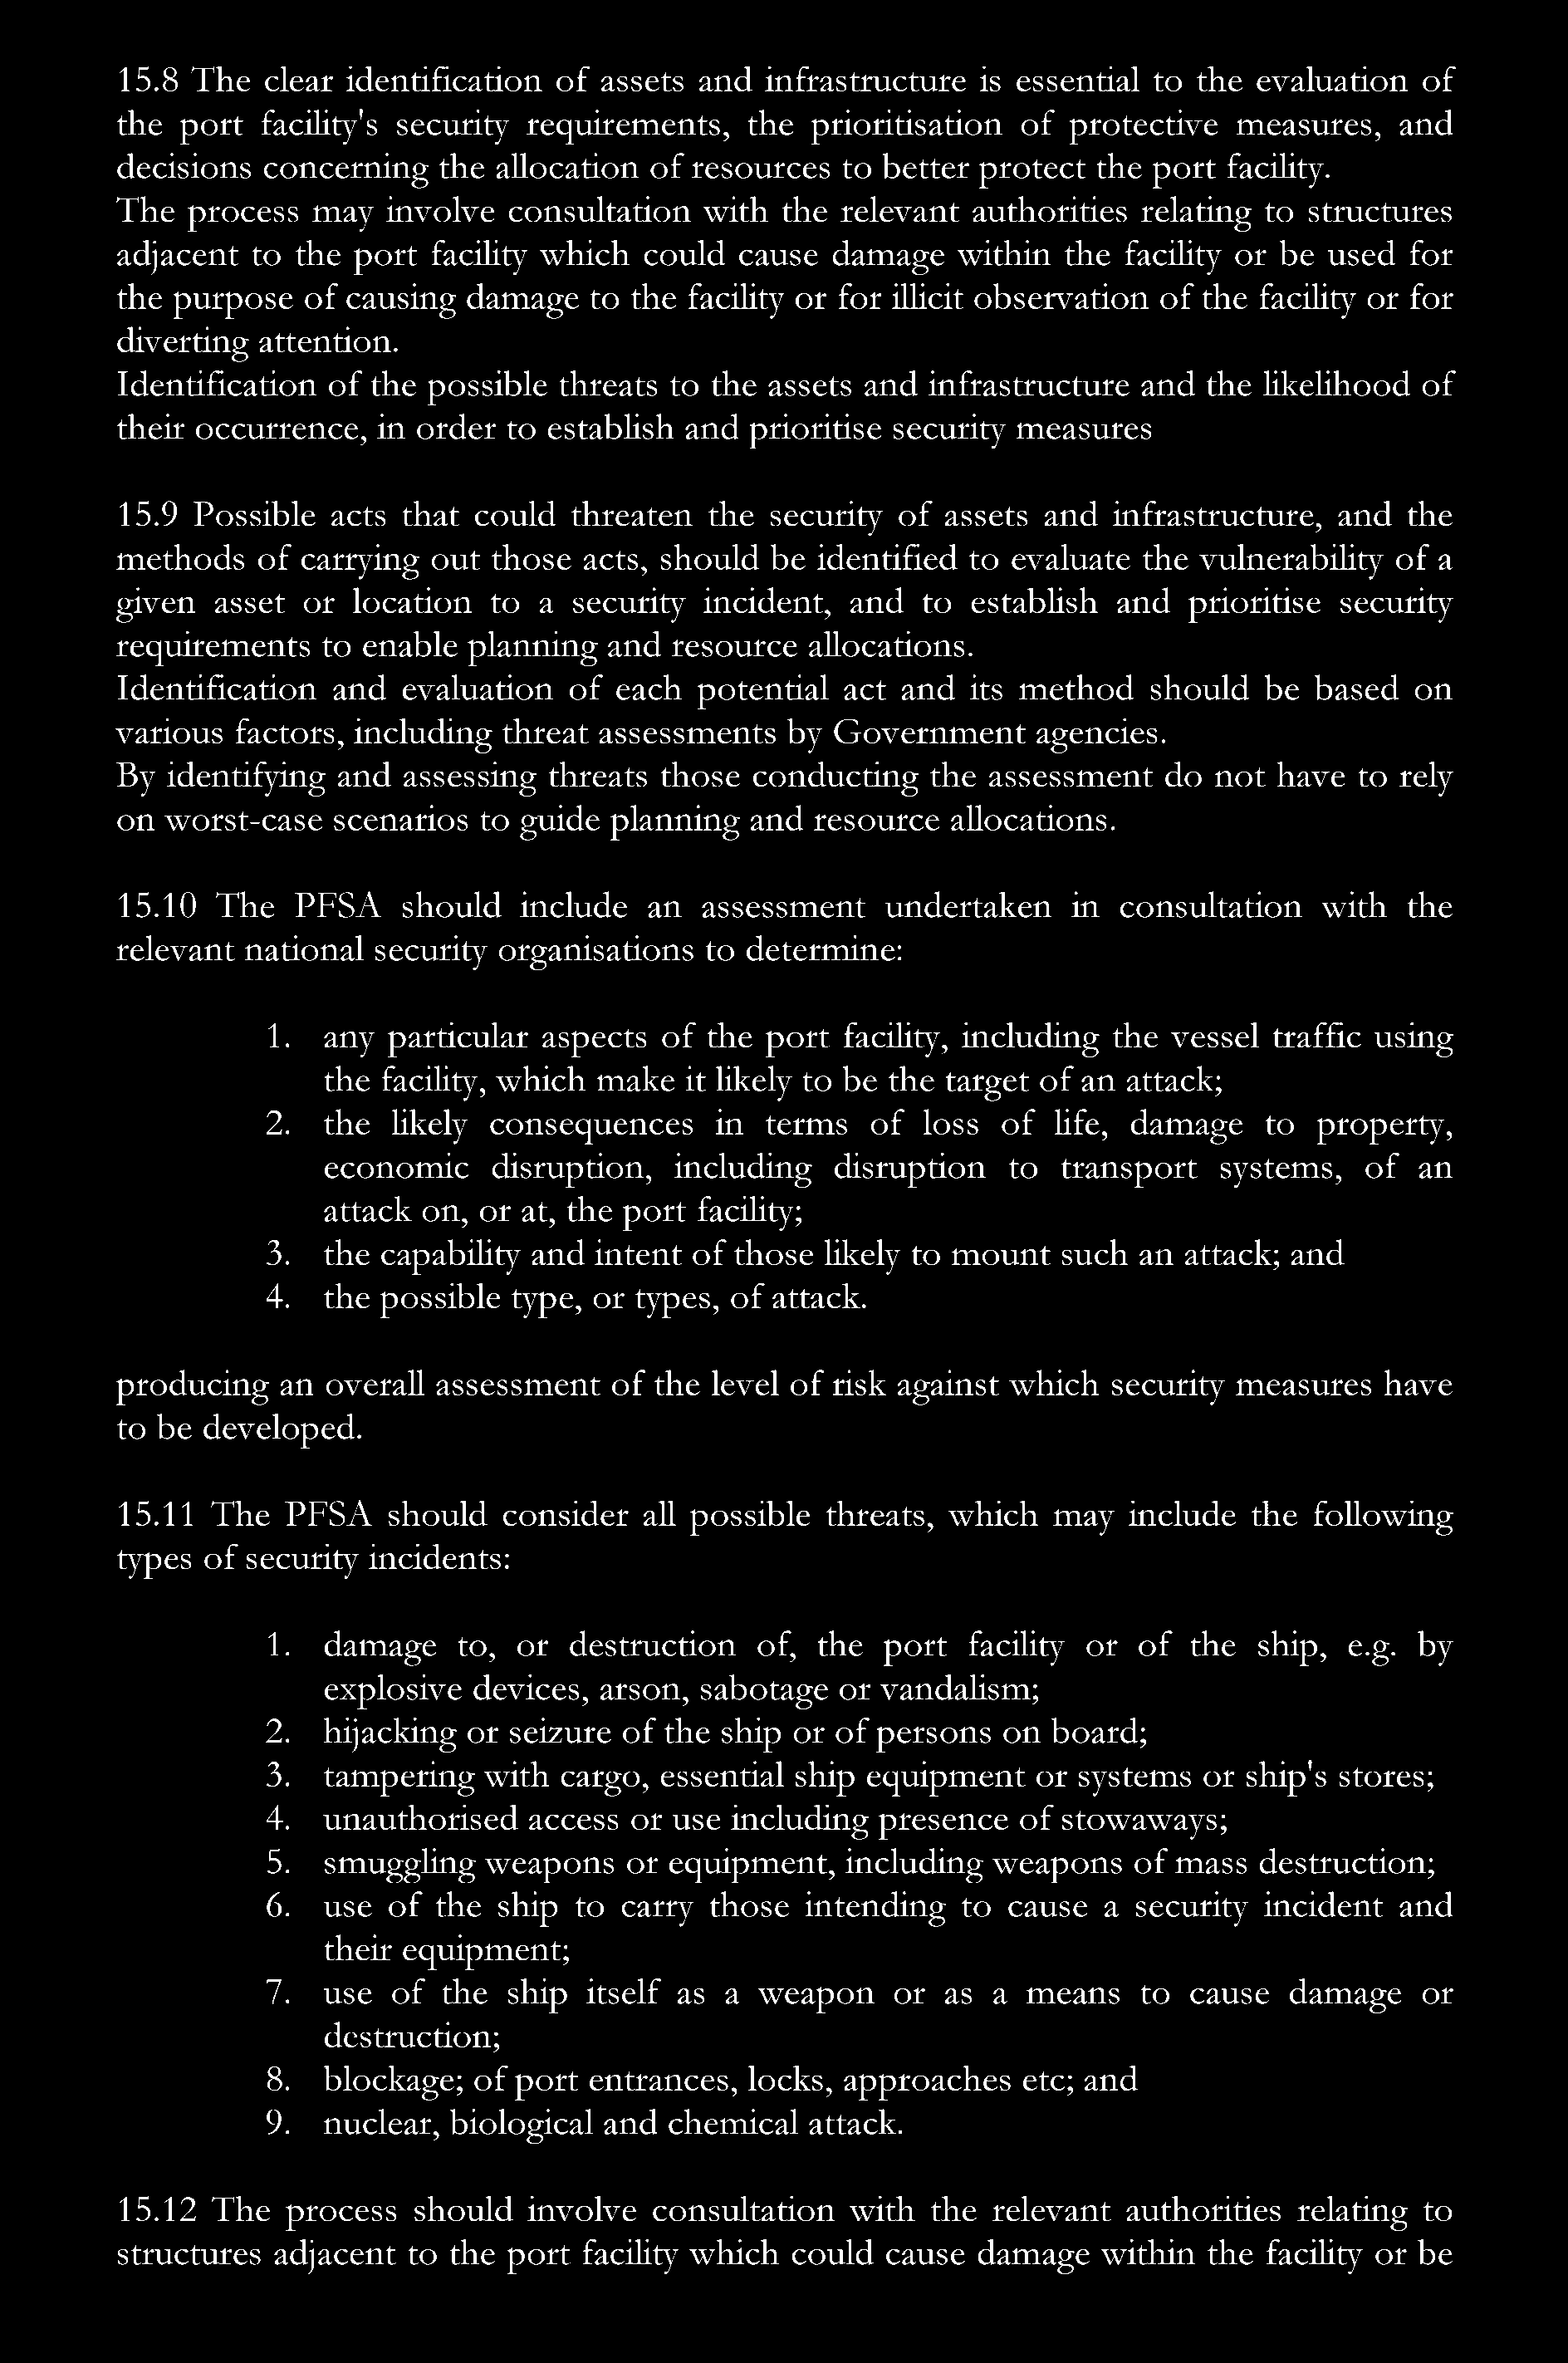 15.8 The clear identification of assets and infrastructure is essential to the evaluation of
the port facility's security requirements, the prioritisation of protective measures, and
decisions concerning the allocation of resources to better protect the port facility.
The process may involve consultation with the relevant authorities relating to structures
adjacent to the port facility which could cause damage within the facility or be used for
the purpose of causing damage to the facility or for illicit observation of the facility or for
diverting attention.
Identification of the possible threats to the assets and infrastructure and the likelihood of
their occurrence, in order to establish and prioritise security measures
15.9 Possible acts that could threaten the security of assets and infrastructure, and the
methods of carrying out those acts, should be identified to evaluate the vulnerability of a
given asset or location to a security incident, and to establish and prioritise security
requirements to enable planning and resource allocations.
Identification and evaluation of each potential act and its method should be based on
various factors, including threat assessments by Government agencies.
By identifying and assessing threats those conducting the assessment do not have to rely
on worst-case scenarios to guide planning and resource allocations.
15.10 The PFSA should include an assessment undertaken in consultation with the
relevant national security organisations to determine:
1. any particular aspects of the port facility, including the vessel traffic using
the facility, which make it likely to be the target of an attack;
2. the likely consequences in terms of loss of life, damage to property,
economic disruption, including disruption to transport systems, of an
attack on, or at, the port facility;
3. the capability and intent of those likely to mount such an attack; and
4. the possible type, or types, of attack.
producing an overall assessment of the level of risk against which security measures have
to be developed.
15.11 The PFSA should consider all possible threats, which may include the following
types of security incidents:
1. damage to, or destruction of, the port facility or of the ship, e.g. by
explosive devices, arson, sabotage or vandalism;
2. hijacking or seizure of the ship or of persons on board;
3. tampering with cargo, essential ship equipment or systems or ship's stores;
4. unauthorised access or use including presence of stowaways;
5. smuggling weapons or equipment, including weapons of mass destruction;
6. use of the ship to carry those intending to cause a security incident and
their equipment;
7. use of the ship itself as a weapon or as a means to cause damage or
destruction;
8. blockage; of port entrances, locks, approaches etc; and
9. nuclear, biological and chemical attack.
15.12 The process should involve consultation with the relevant authorities relating to
structures adjacent to the port facility which could cause damage within the facility or be